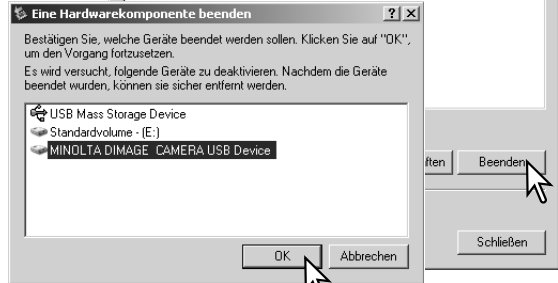 Eine Hardwarekomponente beenden
Bestätigen Sie, welche Geräte beendet werden sollen. Klicken Sie auf "OK",
um den Vorgang fortzusetzen.
Es wird versucht, folgende Geräte zu deaktivieren. Nachdem die Geräte
beendet wurden, können sie sicher entfernt werden.
USB Mass Storage Device
Standardvolume - (E:)
MINOLTA DIMAGE CAMERA USB Device
OK
Abbrechen
ften
Beenden
Schließen